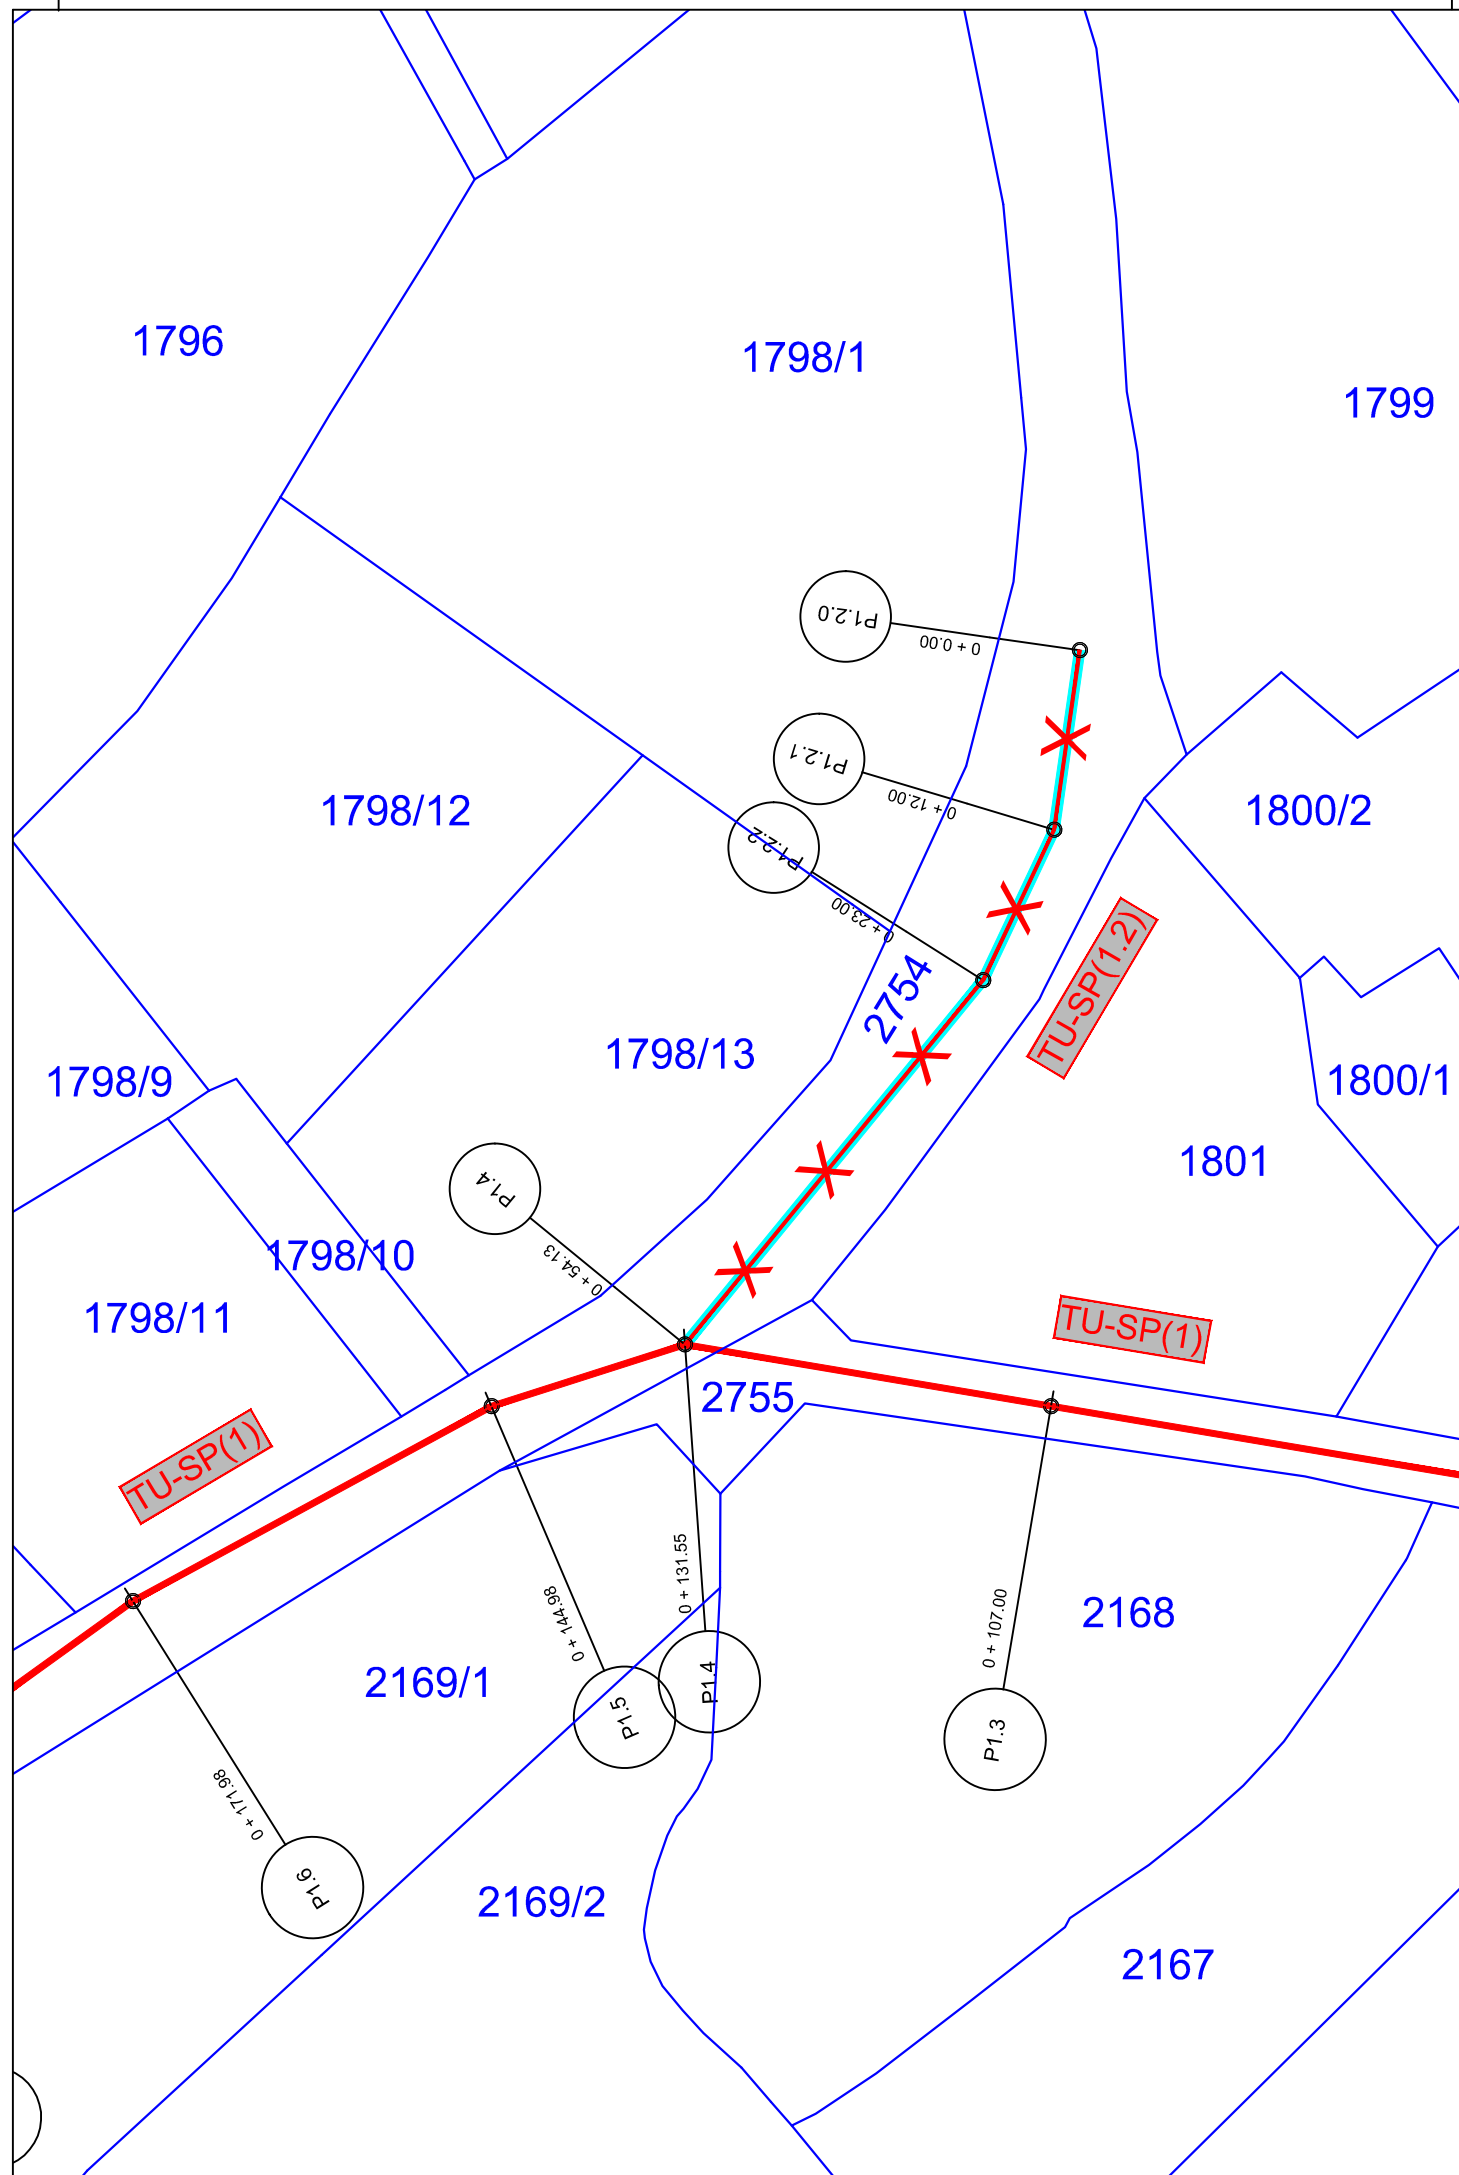 1796
1798/1
1799
P1.2.0
0 + 0.00
P1.2.1
0 + 12.00
1798/12
1800/2
P1.2.2
0 + 23.00
2754
TU-SP(1.2)
1798/13
1798/9
1800/1
1801
P1.4
0 + 54.13
1798/10
1798/11
TU-SP(1)
2755
TU-SP(1)
0 + 131.55
0 + 144.98
0 + 107.00
2168
2169/1
P1.4
P1.5
P1.3
0 + 171.98
P1.6
2169/2
2167